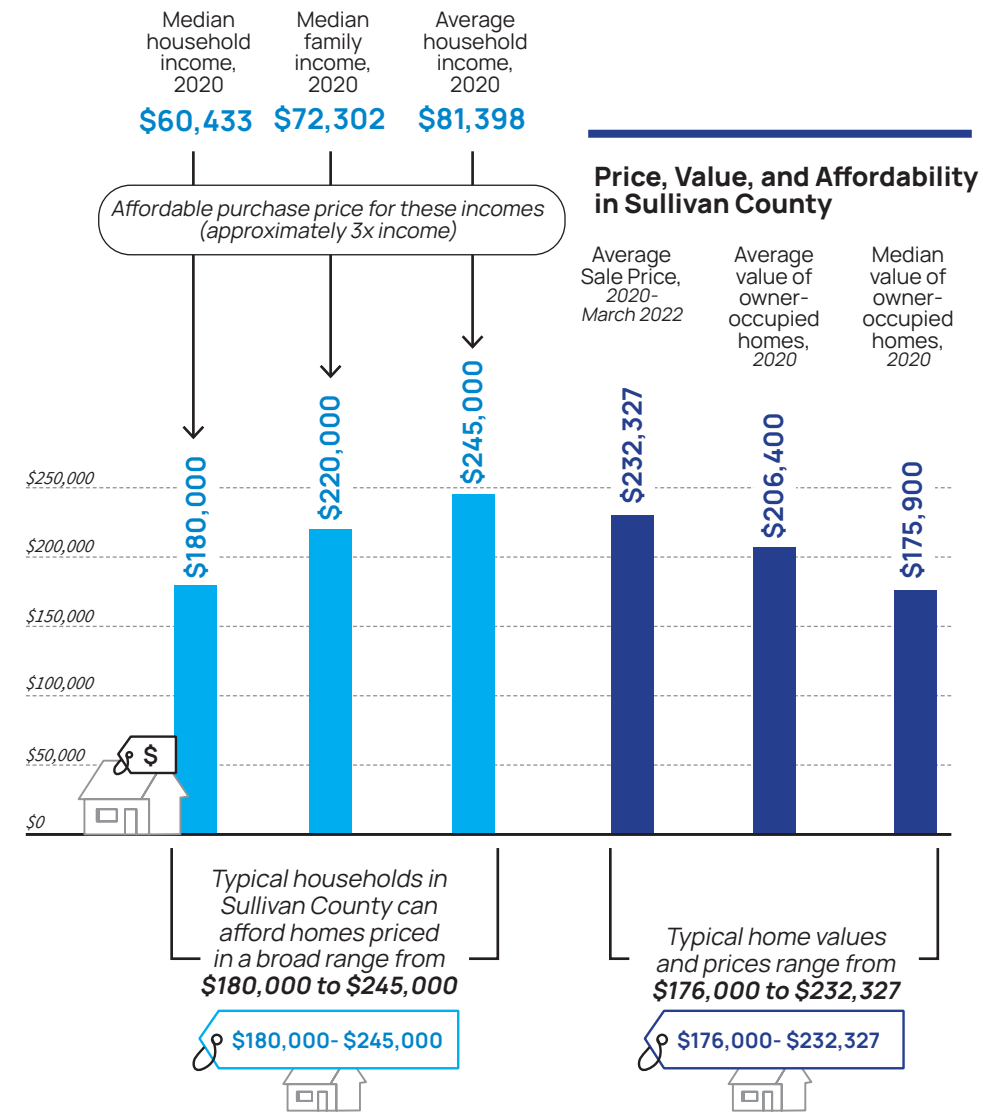 Median
household
income,
2020
$60,433
Median
family
income,
2020
$72,302
Average
household
income,
2020
$81,398
Affordable purchase price for these incomes
(approximately 3x income)
Price, Value, and Affordability
in Sullivan County
Average
Sale Price,
2020-
March 2022
Average
value of
owner-
occupied
homes,
2020
Median
value of
owner-
occupied
homes,
2020
$180,000
$220,000
$245,000
$232,327
$206,400
$175,900
$250,000
$200,000
$150,000
$100,000
$50,000
$0
$
Typical households in
Sullivan County can
afford homes priced
in a broad range from
$180,000 to $245,000
$180,000- $245,000
Typical home values
and prices range from
$176,000 to $232,327
$176,000- $232,327